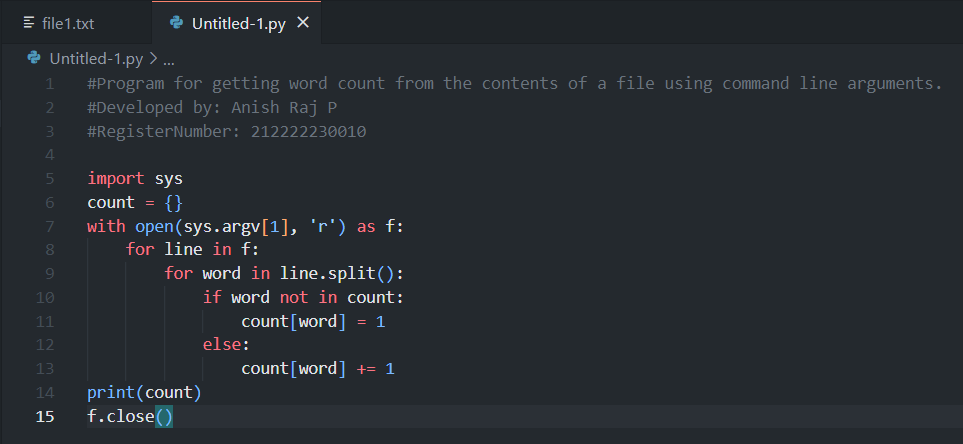 file1.txt
Untitled-1.py ×
Untitled-1.py > ...
1 #Program for getting word count from the contents of a file using command line arguments.
2 #Developed by: Anish Raj P
3 #RegisterNumber: 212222230010
4
5 import sys
6 count = {}
7 with open(sys.argv[1], 'r') as f:
8     for line in f:
9         for word in line.split():
10             if word not in count:
11                 count[word] = 1
12             else:
13                 count[word] += 1
14 print(count)
15 f.close()